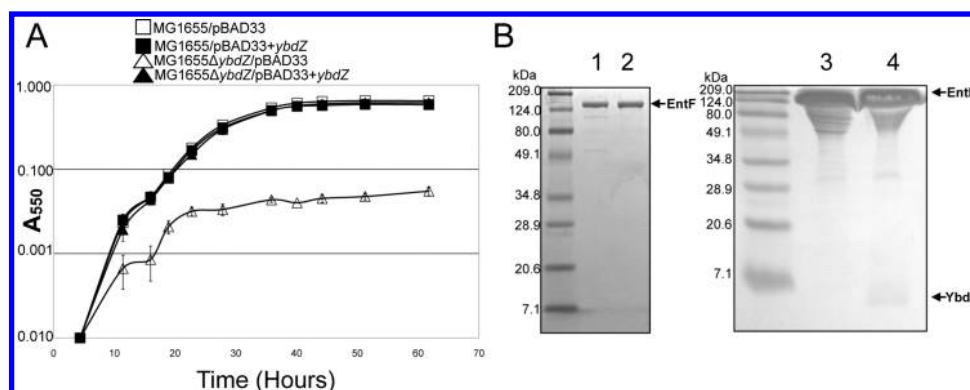 A
MG1655/pBAD33
MG1655/pBAD33+ybdZ
MG1655ΔybdZ/pBAD33
MG1655ΔybdZ/pBAD33+ybdZ
1.000
0.100
0.001
0.010
A550
0 10 20 30 40 50 60 70
Time (Hours)
B
kDa 1 2
209.0
124.0
80.0
49.1
34.8
28.9
20.6
7.1
EntF
kDa 3 4
209.0
124.0
80.0
49.1
34.8
28.9
20.6
7.1
Ent
Ybd